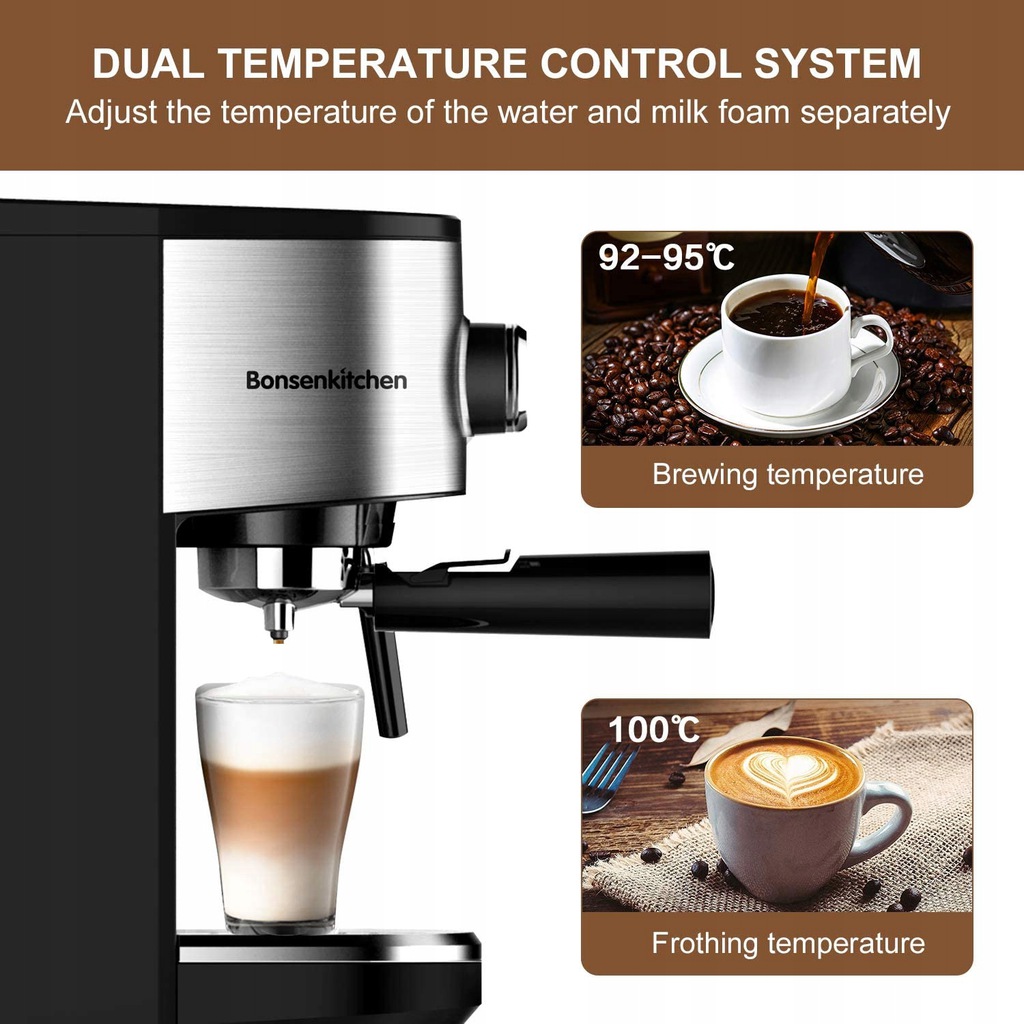 DUAL TEMPERATURE CONTROL SYSTEM
Adjust the temperature of the water and milk foam separately
Bonsenkitchen
92-95℃
Brewing temperature
100℃
Frothing temperature